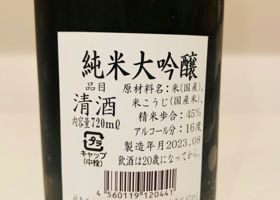 純米大吟醸
品目
清酒
内容量720mℓ
原材料名：米（国産）、
米こうじ（国産米）、
精米歩合：45%
アルコール分：16度
製造年月2023.08
プラ
キャップ
（中栓）
飲酒は20歳になってから。
4 560119 120441